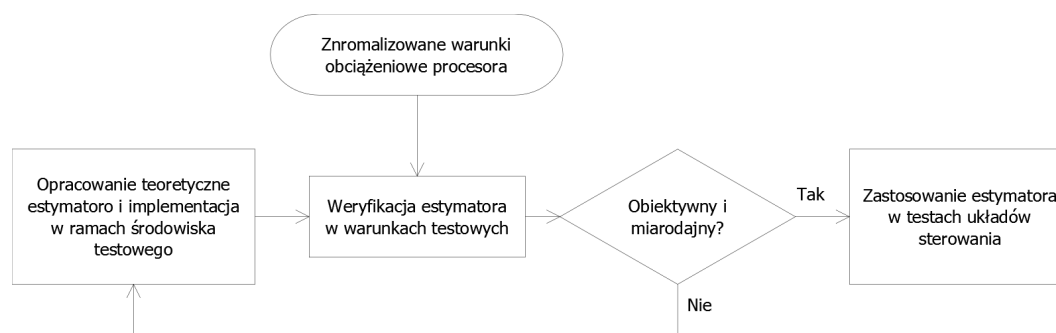 Znromalizowane warunki
obciążeniowe procesora
Opracowanie teoretyczne
estymatoro i implementacja
w ramach środowiska
testowego
Weryfikacja estymatora
w warunkach testowych
Obiektywny i
miarodajny?
Tak
Zastosowanie estymatora
w testach układów
sterowania
Nie